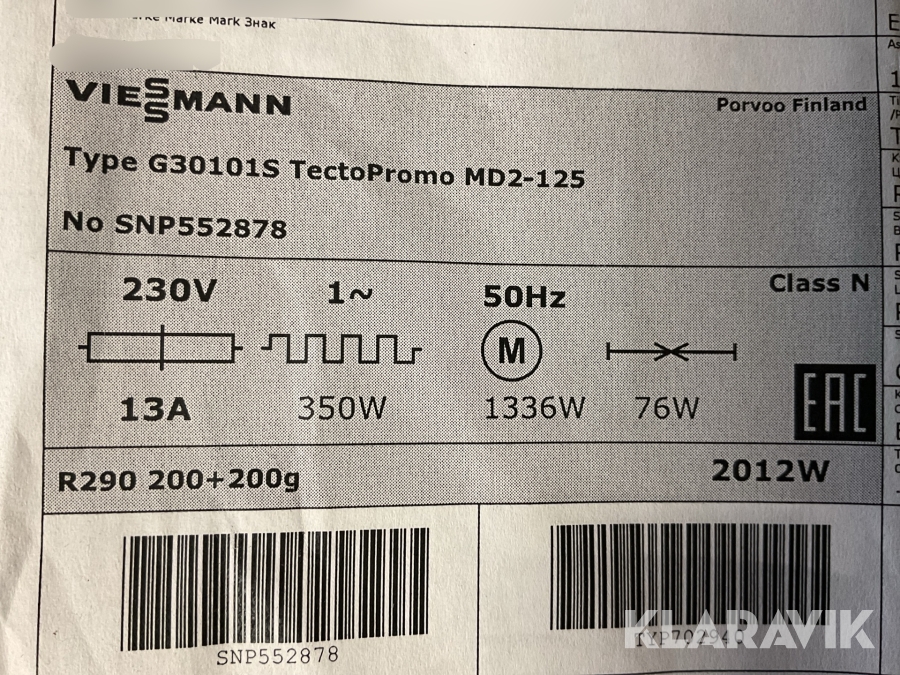 Marke Mark Знак
VIESSMANN
Porvoo Finland
Type G30101S TectoPromo MD2-125
No SNP552878
230V 1~ 50Hz Class N
M
13A 350W 1336W 76W
EAC
R290 200+200g 2012W
SNP552878
KLARAVIK